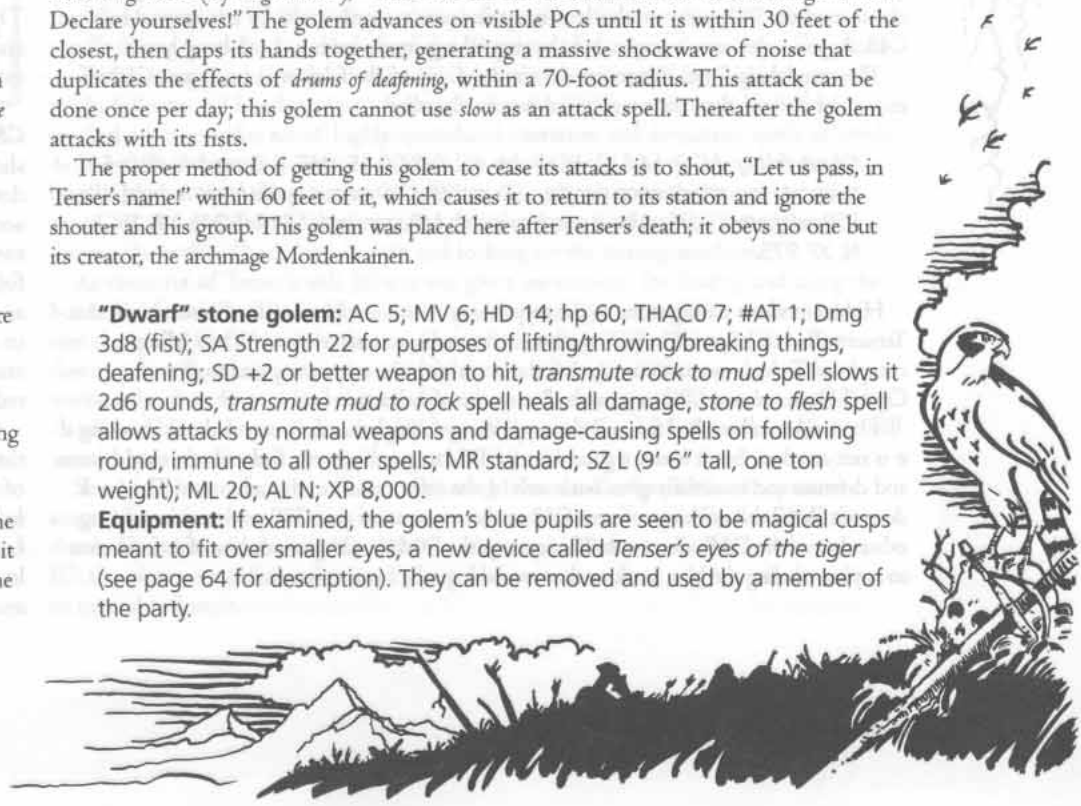 Declare yourselves!” The golem advances on visible PCs until it is within 30 feet of the
closest, then claps its hands together, generating a massive shockwave of noise that
duplicates the effects of drums of deafening, within a 70-foot radius. This attack can be
done once per day; this golem cannot use slow as an attack spell. Thereafter the golem
attacks with its fists.
The proper method of getting this golem to cease its attacks is to shout, “Let us pass, in
Tenser’s name!” within 60 feet of it, which causes it to return to its station and ignore the
shouter and his group. This golem was placed here after Tenser’s death; it obeys no one but
its creator, the archmage Mordenkainen.
“Dwarf” stone golem: AC 5; MV 6; HD 14; hp 60; THAC0 7; #AT 1; Dmg
3d8 (fist); SA Strength 22 for purposes of lifting/throwing/breaking things,
deafening; SD +2 or better weapon to hit, transmute rock to mud spell slows it
2d6 rounds, transmute mud to rock spell heals all damage, stone to flesh spell
allows attacks by normal weapons and damage-causing spells on following
round, immune to all other spells; MR standard; SZ L (9’ 6” tall, one ton
weight); ML 20; AL N; XP 8,000.
Equipment: If examined, the golem’s blue pupils are seen to be magical cusps
meant to fit over smaller eyes, a new device called Tenser’s eyes of the tiger
(see page 64 for description). They can be removed and used by a member of
the party.